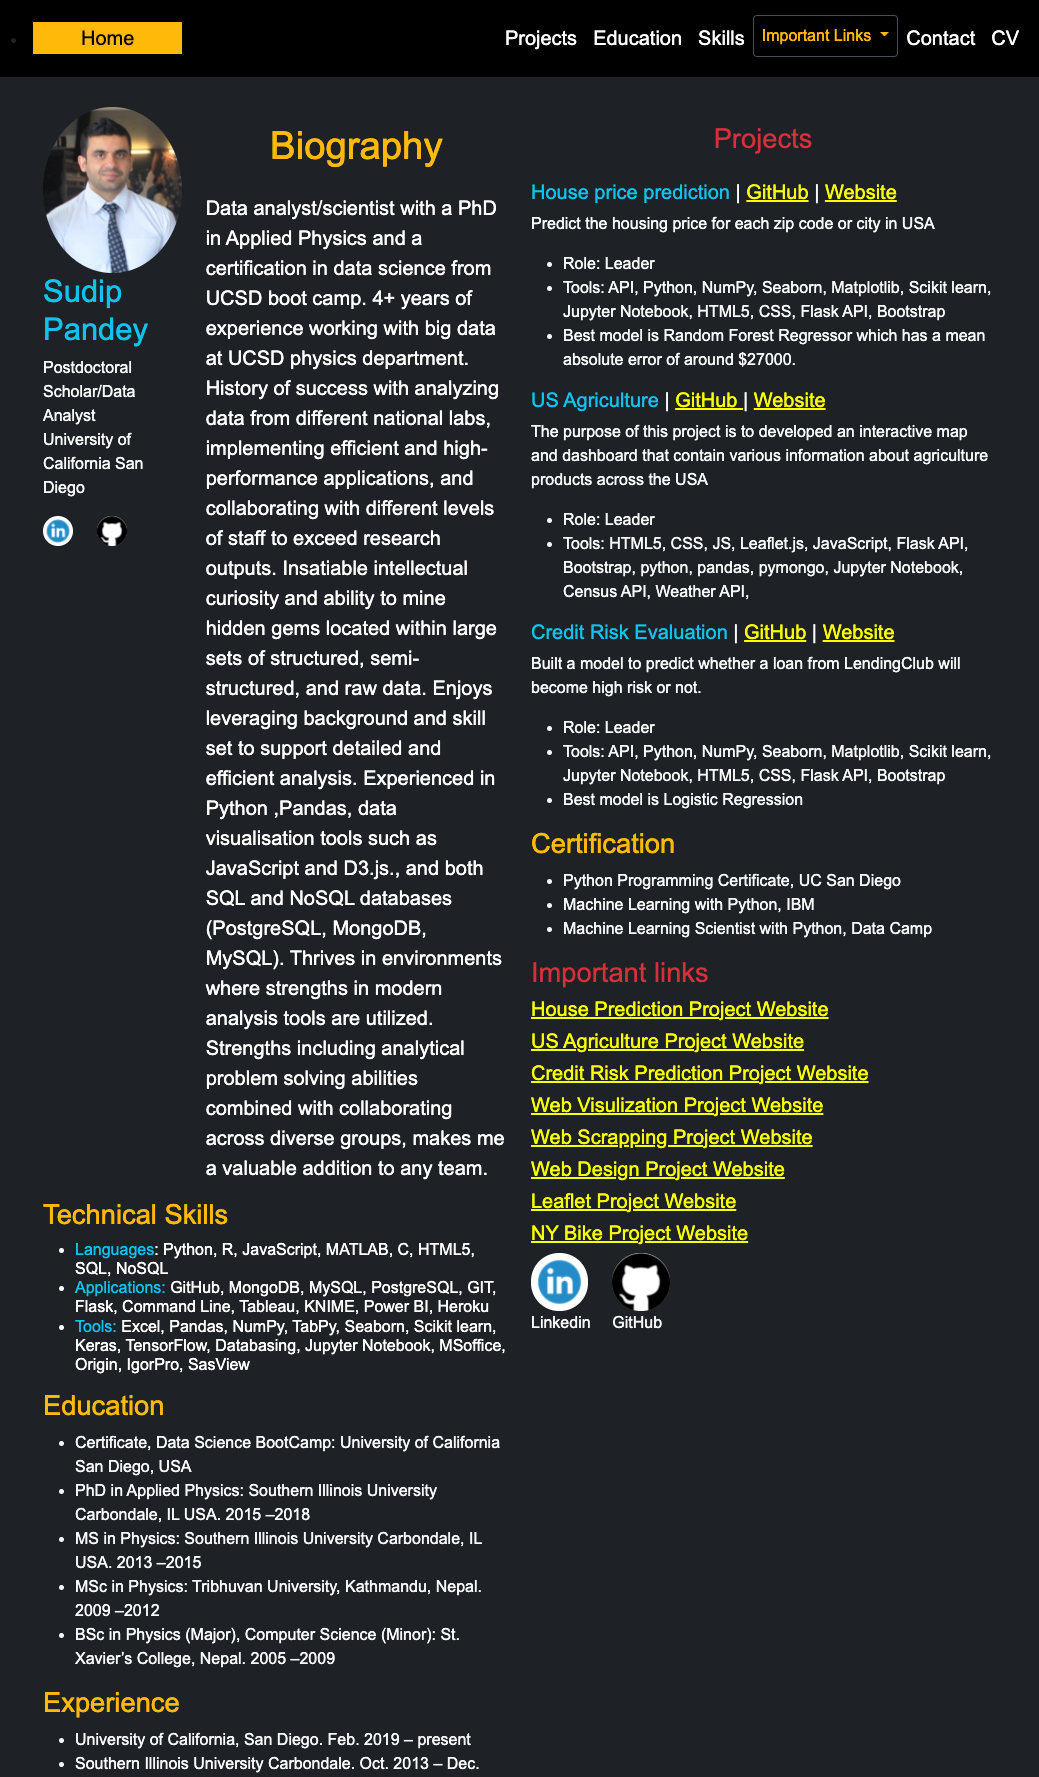 Home
Projects
Education
Skills
Important Links
Contact
CV
Sudip
Pandey
Postdoctoral
Scholar/Data
Analyst
University of
California San
Diego
Biography
Data analyst/scientist with a PhD
in Applied Physics and a
certification in data science from
UCSD boot camp. 4+ years of
experience working with big data
at UCSD physics department.
History of success with analyzing
data from different national labs,
implementing efficient and high-
performance applications, and
collaborating with different levels
of staff to exceed research
outputs. Insatiable intellectual
curiosity and ability to mine
hidden gems located within large
sets of structured, semi-
structured, and raw data. Enjoys
leveraging background and skill
set to support detailed and
efficient analysis. Experienced in
Python ,Pandas, data
visualisation tools such as
JavaScript and D3.js., and both
SQL and NoSQL databases
(PostgreSQL, MongoDB,
MySQL). Thrives in environments
where strengths in modern
analysis tools are utilized.
Strengths including analytical
problem solving abilities
combined with collaborating
across diverse groups, makes me
a valuable addition to any team.
Technical Skills
• Languages: Python, R, JavaScript, MATLAB, C, HTML5,
SQL, NoSQL
• Applications: GitHub, MongoDB, MySQL, PostgreSQL, GIT,
Flask, Command Line, Tableau, KNIME, Power BI, Heroku
• Tools: Excel, Pandas, NumPy, TabPy, Seaborn, Scikit learn,
Keras, TensorFlow, Databasing, Jupyter Notebook, MSoffice,
Origin, IgorPro, SasView
Education
• Certificate, Data Science BootCamp: University of California
San Diego, USA
• PhD in Applied Physics: Southern Illinois University
Carbondale, IL USA. 2015 –2018
• MS in Physics: Southern Illinois University Carbondale, IL
USA. 2013 –2015
• MSc in Physics: Tribhuvan University, Kathmandu, Nepal.
2009 –2012
• BSc in Physics (Major), Computer Science (Minor): St.
Xavier’s College, Nepal. 2005 –2009
Experience
• University of California, San Diego. Feb. 2019 – present
• Southern Illinois University Carbondale. Oct. 2013 – Dec.
Projects
House price prediction | GitHub | Website
Predict the housing price for each zip code or city in USA
• Role: Leader
• Tools: API, Python, NumPy, Seaborn, Matplotlib, Scikit learn,
Jupyter Notebook, HTML5, CSS, Flask API, Bootstrap
• Best model is Random Forest Regressor which has a mean
absolute error of around $27000.
US Agriculture | GitHub | Website
The purpose of this project is to developed an interactive map
and dashboard that contain various information about agriculture
products across the USA
• Role: Leader
• Tools: HTML5, CSS, JS, Leaflet.js, JavaScript, Flask API,
Bootstrap, python, pandas, pymongo, Jupyter Notebook,
Census API, Weather API,
Credit Risk Evaluation | GitHub | Website
Built a model to predict whether a loan from LendingClub will
become high risk or not.
• Role: Leader
• Tools: API, Python, NumPy, Seaborn, Matplotlib, Scikit learn,
Jupyter Notebook, HTML5, CSS, Flask API, Bootstrap
• Best model is Logistic Regression
Certification
• Python Programming Certificate, UC San Diego
• Machine Learning with Python, IBM
• Machine Learning Scientist with Python, Data Camp
Important links
House Prediction Project Website
US Agriculture Project Website
Credit Risk Prediction Project Website
Web Visulization Project Website
Web Scrapping Project Website
Web Design Project Website
Leaflet Project Website
NY Bike Project Website
Linkedin
GitHub